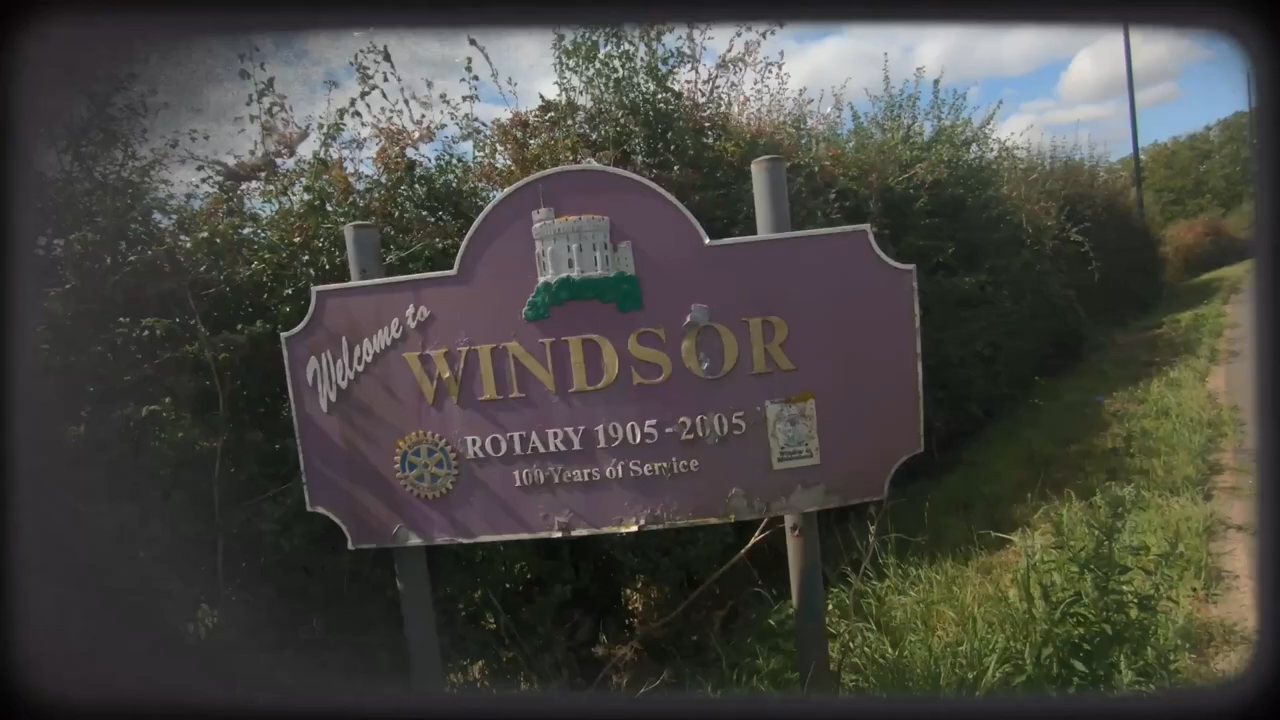 Welcome to
WINDSOR
ROTARY 1905-2005
100 Years of Service